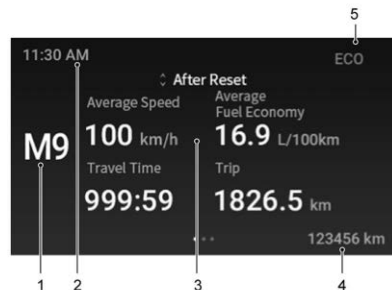 5
11:30 AM
ECO
After Reset
Average Speed
Average
Fuel Economy
100 km/h
16.9 L/100km
M9
Travel Time
Trip
999:59
1826.5 km
123456 km
1
2
3
4